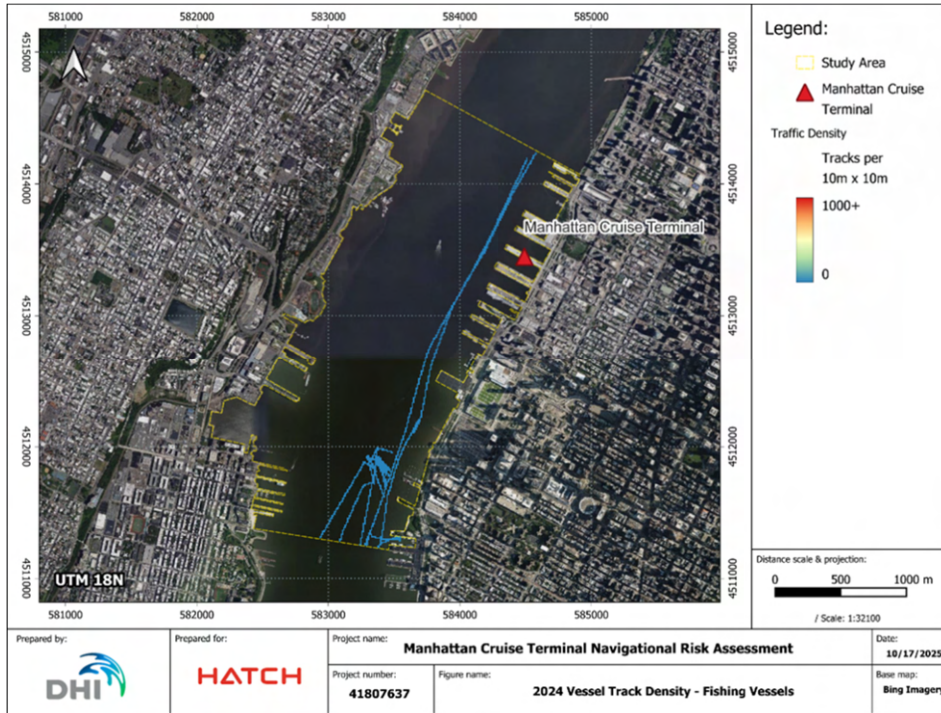 581000
582000
583000
584000
585000
4515000
4514000
4513000
4512000
4511000
Manhattan Cruise Terminal
UTM 18N
4515000
4514000
4513000
4512000
4511000
581000
582000
583000
584000
585000
Legend:
Study Area
Manhattan Cruise
Terminal
Traffic Density
Tracks per
10m x 10m
1000+
0
Distance scale & projection:
0 500 1000 m
/ Scale: 1:32100
Prepared by:
DHI
Prepared for:
HATCH
Project name:
Manhattan Cruise Terminal Navigational Risk Assessment
Date:
10/17/2025
Project number:
41807637
Figure name:
2024 Vessel Track Density - Fishing Vessels
Base map:
Bing Imagery